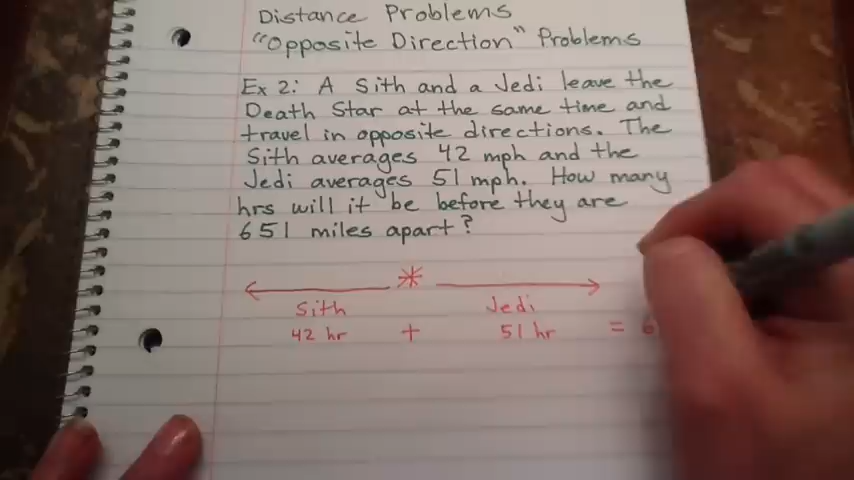 Distance Problems
"Opposite Direction" Problems
Ex 2: A Sith and a Jedi leave the
Death Star at the same time and
travel in opposite directions. The
Sith averages 42 mph and the
Jedi averages 51 mph. How many
hrs will it be before they are
651 miles apart?
Sith Jedi
42 hr + 51 hr = 6